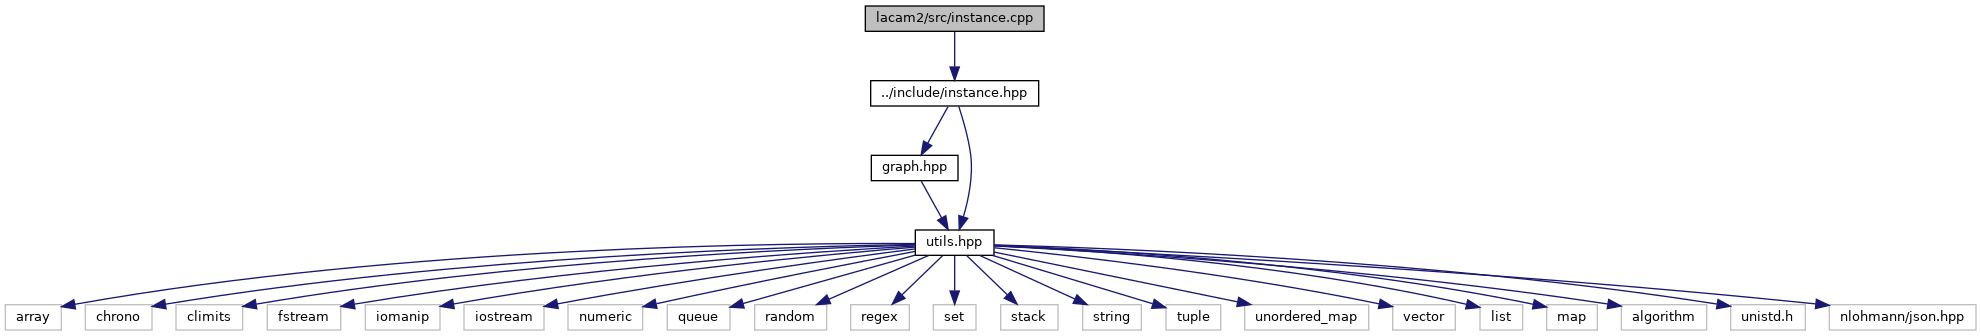 lacam2/src/instance.cpp
../include/instance.hpp
graph.hpp
utils.hpp
array
chrono
climits
fstream
iomanip
iostream
numeric
queue
random
regex
set
stack
string
tuple
unordered_map
vector
list
map
algorithm
unistd.h
nlohmann/json.hpp